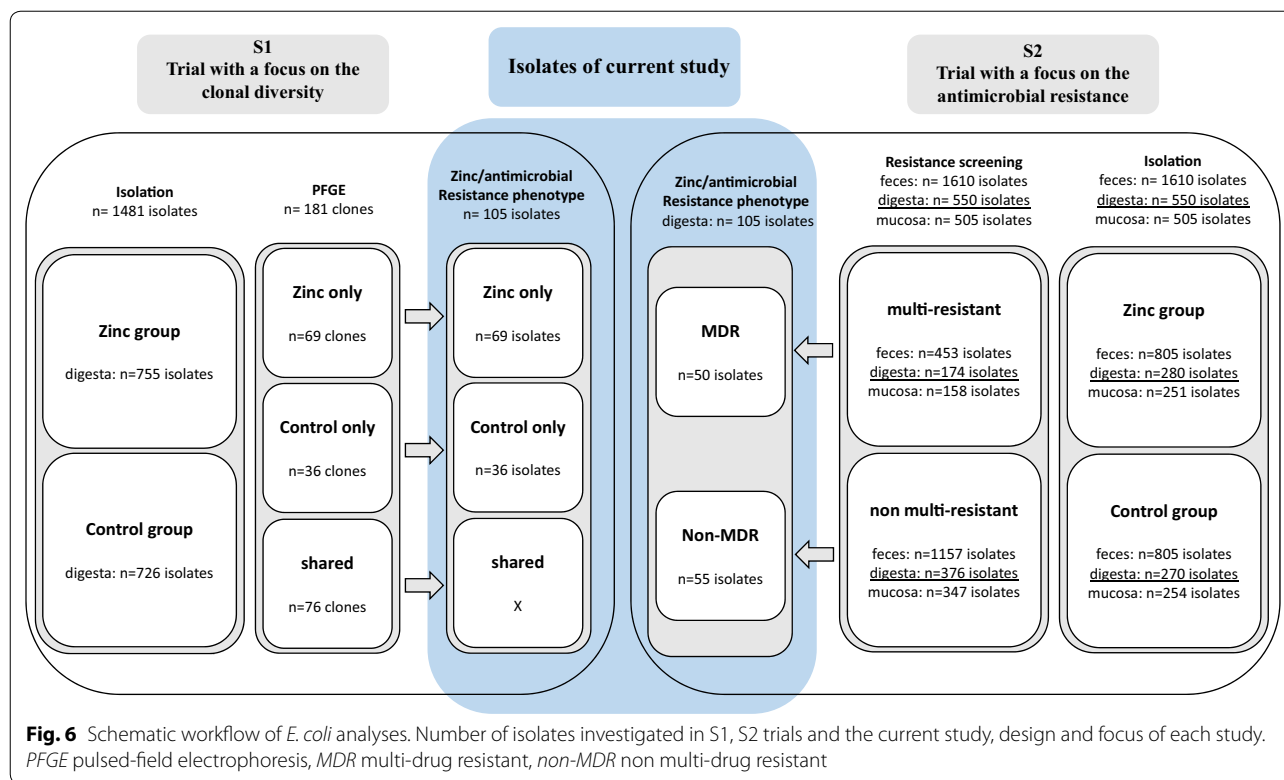 S1
Trial with a focus on the
clonal diversity
Isolates of current study
S2
Trial with a focus on the
antimicrobial resistance
Isolation
n= 1481 isolates
PFGE
n= 181 clones
Zinc/antimicrobial
Resistance phenotype
n= 105 isolates
Zinc/antimicrobial
Resistance phenotype
digesta: n= 105 isolates
Resistance screening
feces: n= 1610 isolates
digesta: n= 550 isolates
mucosa: n= 505 isolates
Isolation
feces: n= 1610 isolates
digesta: n= 550 isolates
mucosa: n= 505 isolates
Zinc group
digesta: n=755 isolates
Control group
digesta: n=726 isolates
Zinc only
n=69 clones
Control only
n=36 clones
shared
n=76 clones
Zinc only
n=69 isolates
Control only
n=36 isolates
shared
X
MDR
n=50 isolates
Non-MDR
n=55 isolates
multi-resistant
feces: n=453 isolates
digesta: n=174 isolates
mucosa: n=158 isolates
non multi-resistant
feces: n=1157 isolates
digesta: n=376 isolates
mucosa: n=347 isolates
Zinc group
feces: n=805 isolates
digesta: n=280 isolates
mucosa: n=251 isolates
Control group
feces: n=805 isolates
digesta: n=270 isolates
mucosa: n=254 isolates
Fig. 6 Schematic workflow of E. coli analyses. Number of isolates investigated in S1, S2 trials and the current study, design and focus of each study.
PFGE pulsed-field electrophoresis, MDR multi-drug resistant, non-MDR non multi-drug resistant